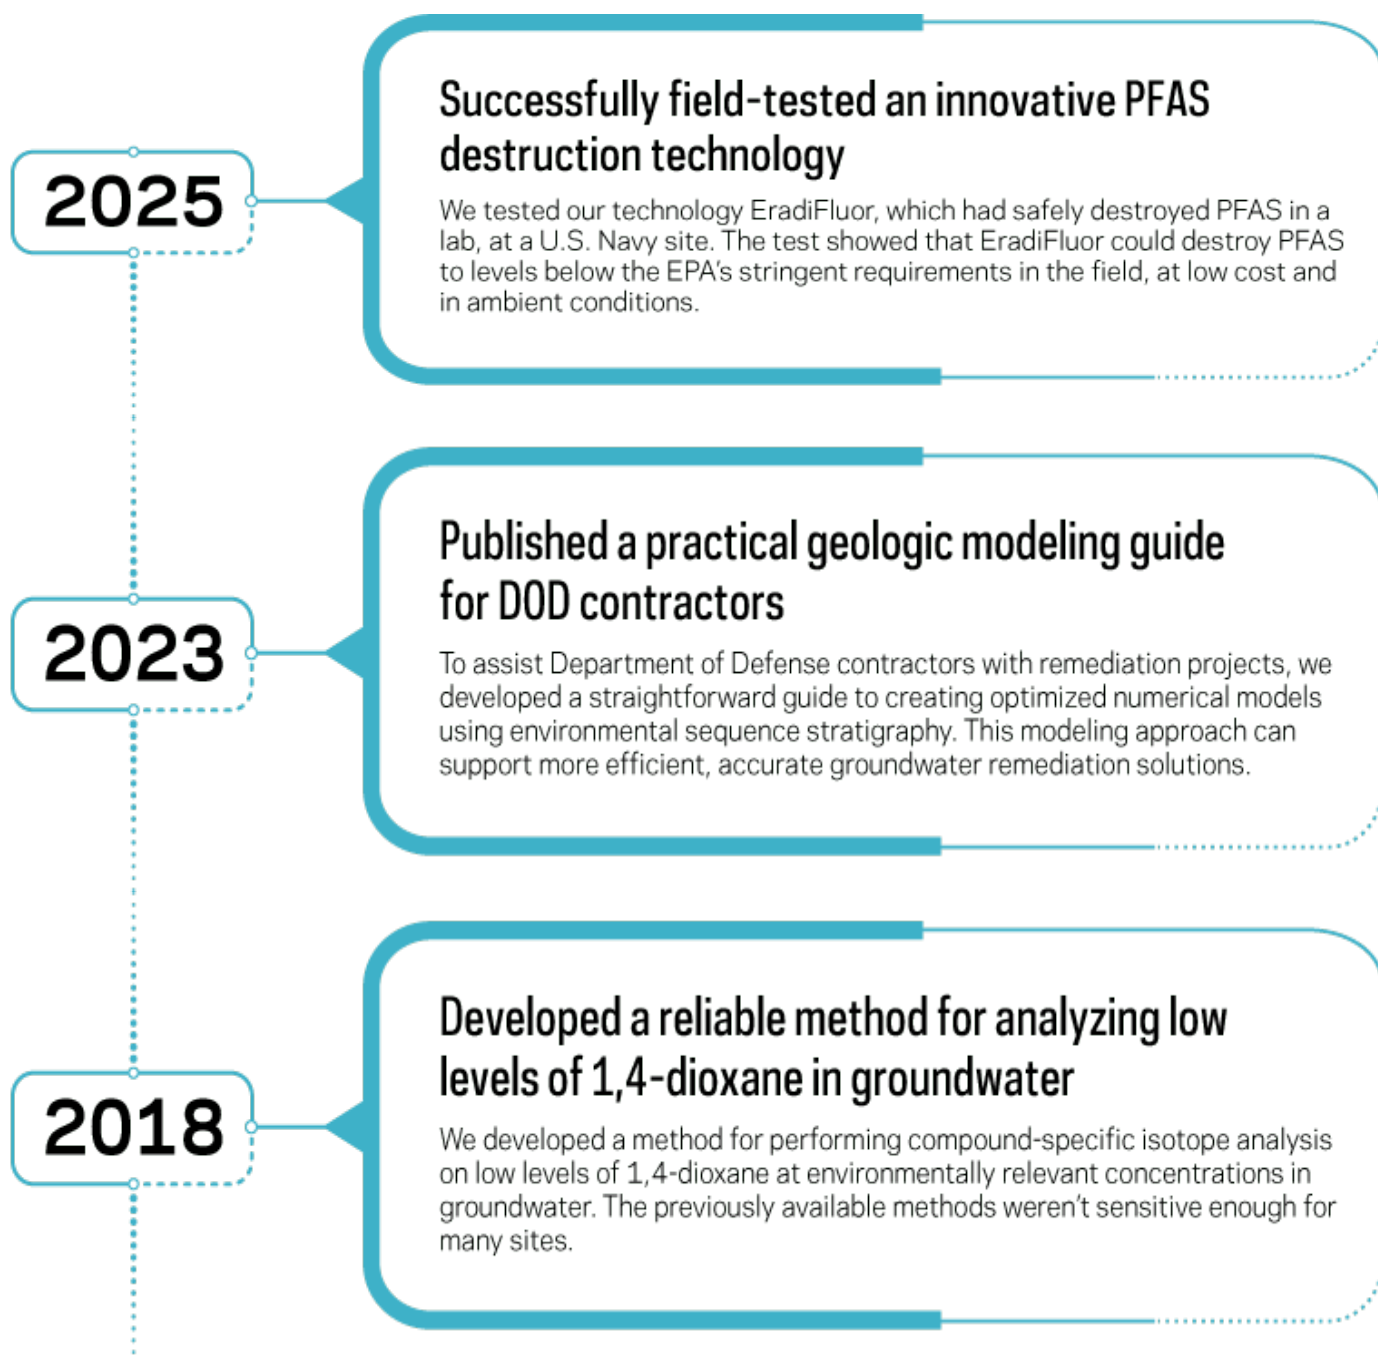 2025
Successfully field-tested an innovative PFAS
destruction technology
We tested our technology EradiFluor, which had safely destroyed PFAS in a
lab, at a U.S. Navy site. The test showed that EradiFluor could destroy PFAS
to levels below the EPA’s stringent requirements in the field, at low cost and
in ambient conditions.
2023
Published a practical geologic modeling guide
for DOD contractors
To assist Department of Defense contractors with remediation projects, we
developed a straightforward guide to creating optimized numerical models
using environmental sequence stratigraphy. This modeling approach can
support more efficient, accurate groundwater remediation solutions.
2018
Developed a reliable method for analyzing low
levels of 1,4-dioxane in groundwater
We developed a method for performing compound-specific isotope analysis
on low levels of 1,4-dioxane at environmentally relevant concentrations in
groundwater. The previously available methods weren’t sensitive enough for
many sites.